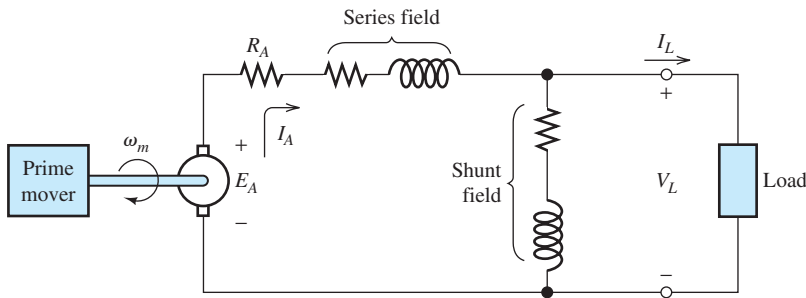 Series field
R_A
I_L
+
I_A
ω_m
+
Prime
mover
E_A
Shunt
field
V_L
Load
−
−